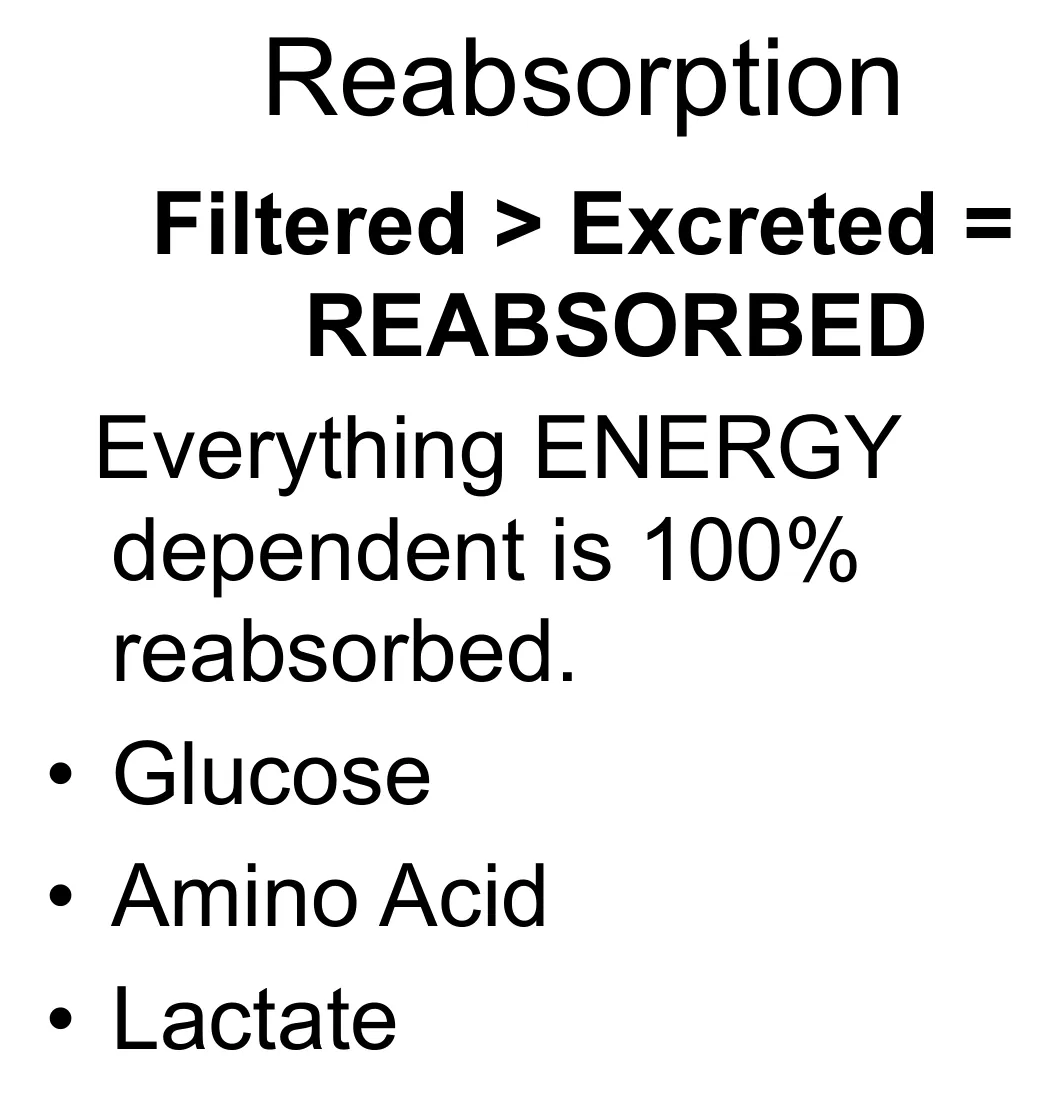 Reabsorption
Filtered > Excreted =
REABSORBED
Everything ENERGY
dependent is 100%
reabsorbed.
• Glucose
• Amino Acid
• Lactate